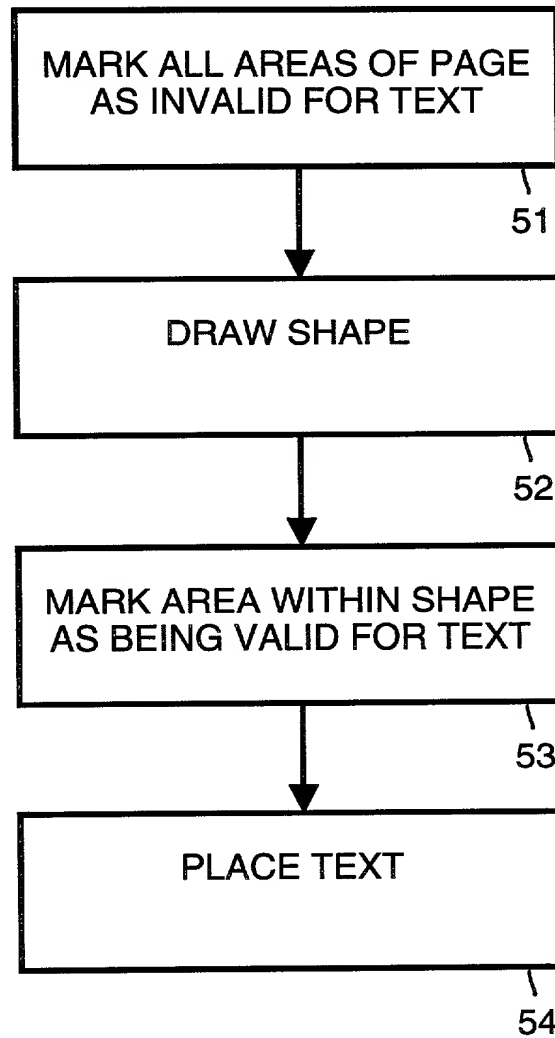 MARK ALL AREAS OF PAGE
AS INVALID FOR TEXT
51
DRAW SHAPE
52
MARK AREA WITHIN SHAPE
AS BEING VALID FOR TEXT
53
PLACE TEXT
54